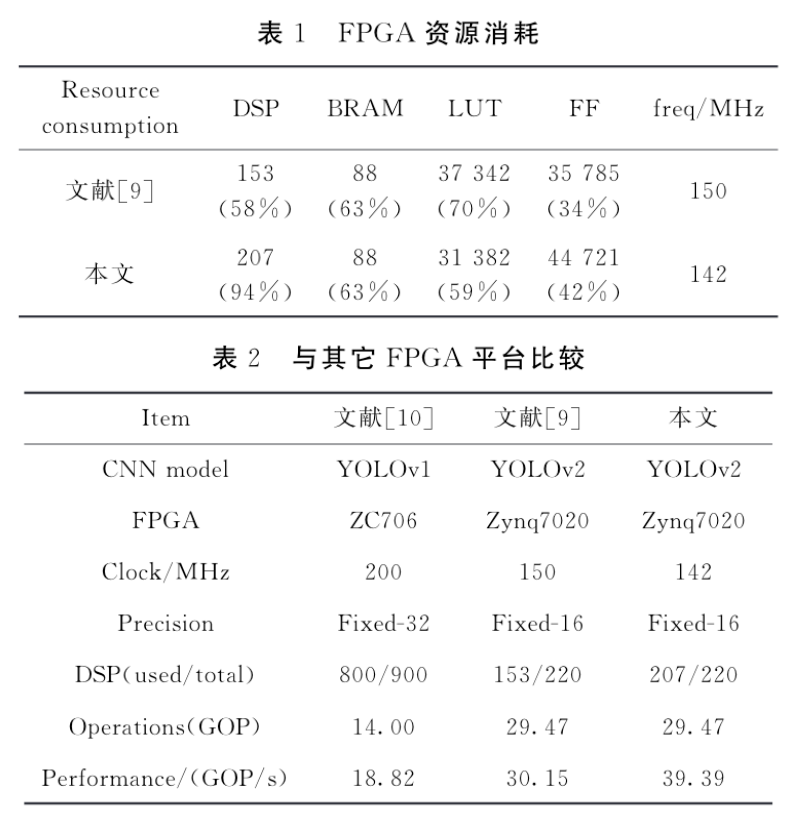 表 1 FPGA 资源消耗
Resource consumption DSP BRAM LUT FF freq/MHz
文献[9] 153 (58%) 88 (63%) 37 342 (70%) 35 785 (34%) 150
本文 207 (94%) 88 (63%) 31 382 (59%) 44 721 (42%) 142
表 2 与其它 FPGA 平台比较
Item 文献[10] 文献[9] 本文
CNN model YOLOv1 YOLOv2 YOLOv2
FPGA ZC706 Zynq7020 Zynq7020
Clock/MHz 200 150 142
Precision Fixed-32 Fixed-16 Fixed-16
DSP(used/total) 800/900 153/220 207/220
Operations(GOP) 14.00 29.47 29.47
Performance/(GOP/s) 18.82 30.15 39.39